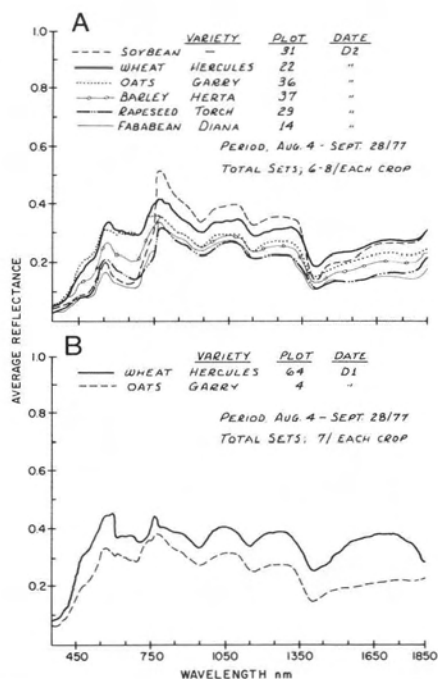 A
VARIETY PLOT DATE
SOYBEAN — 31 D2
WHEAT HERCULES 22 "
OATS GARRY 36 "
BARLEY HERTA 37 "
RAPESEED TORCH 29 "
FABABEAN DIANA 14 "
PERIOD, AUG. 4 - SEPT. 28/77
TOTAL SETS; 6-8/EACH CROP
1.0
0.8
0.6
0.4
0.2
AVERAGE REFLECTANCE
B
VARIETY PLOT DATE
WHEAT HERCULES 64 D1
OATS GARRY 4 "
PERIOD, AUG. 4 - SEPT. 28/77
TOTAL SETS; 7/ EACH CROP
1.0
0.8
0.6
0.4
0.2
450 750 1050 1350 1650 1850
WAVELENGTH nm